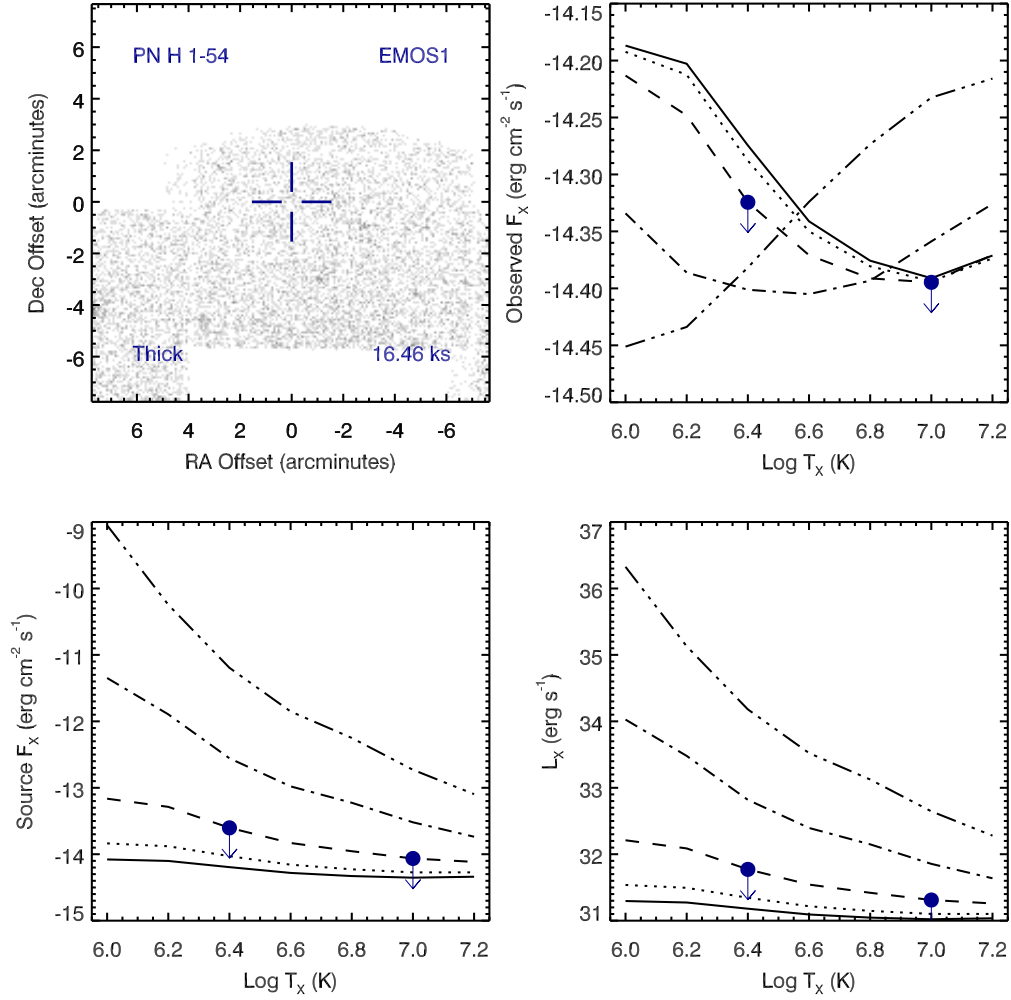 PN H 1-54
EMOS1
Thick
16.46 ks
6
4
2
0
-2
-4
-6
Dec Offset (arcminutes)
6 4 2 0 -2 -4 -6
RA Offset (arcminutes)
-14.15
-14.20
-14.25
-14.30
-14.35
-14.40
-14.45
-14.50
Observed Fx (erg cm-2 s-1)
6.0 6.2 6.4 6.6 6.8 7.0 7.2
Log Tx (K)
-9
-10
-11
-12
-13
-14
-15
Source Fx (erg cm-2 s-1)
6.0 6.2 6.4 6.6 6.8 7.0 7.2
Log Tx (K)
37
36
35
34
33
32
31
Lx (erg s-1)
6.0 6.2 6.4 6.6 6.8 7.0 7.2
Log Tx (K)